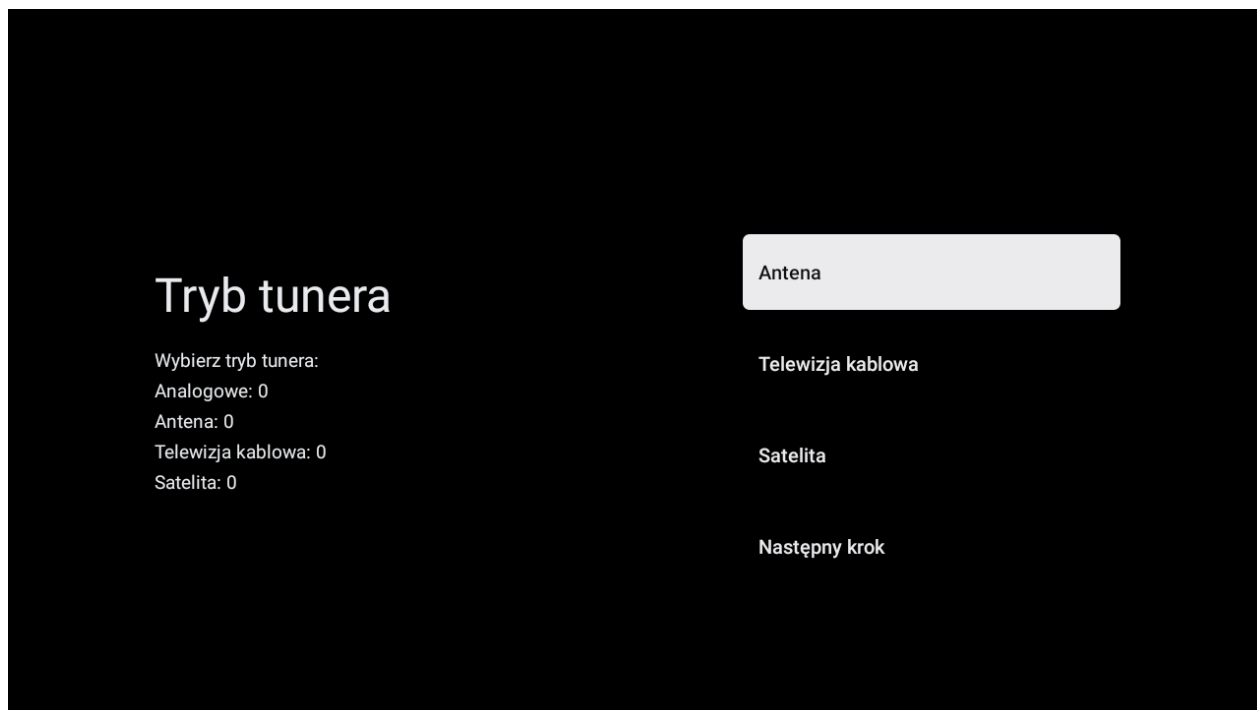 Tryb tunera
Wybierz tryb tunera:
Analogowe: 0
Antena: 0
Telewizja kablowa: 0
Satelita: 0
Antena
Telewizja kablowa
Satelita
Następny krok